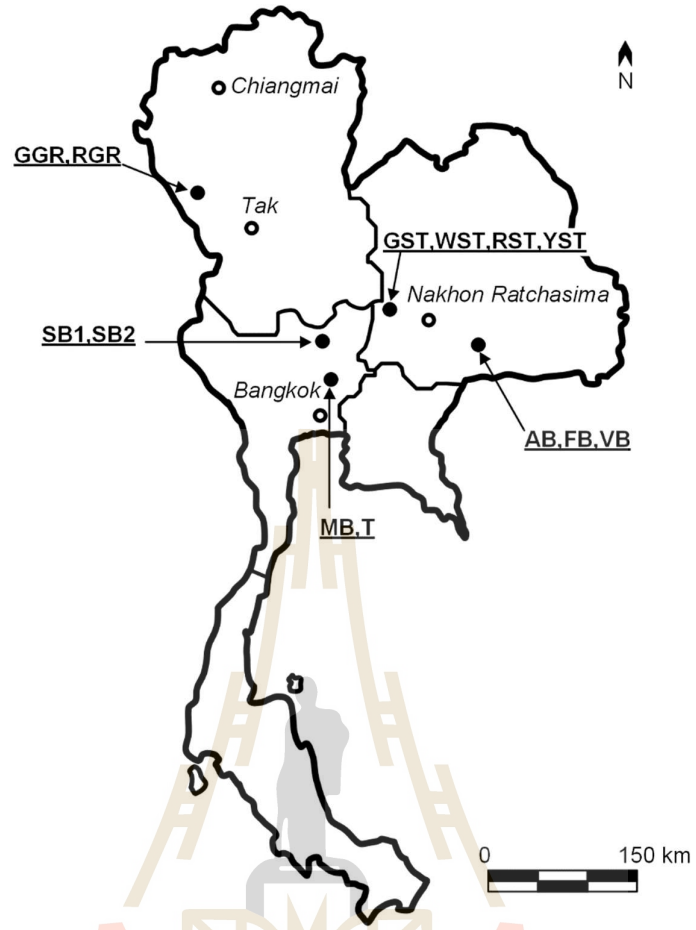 Chiangmai
N
GGR,RGR
Tak
GST,WST,RST,YST
Nakhon Ratchasima
SB1,SB2
Bangkok
AB,FB,VB
MB,T
0 150 km